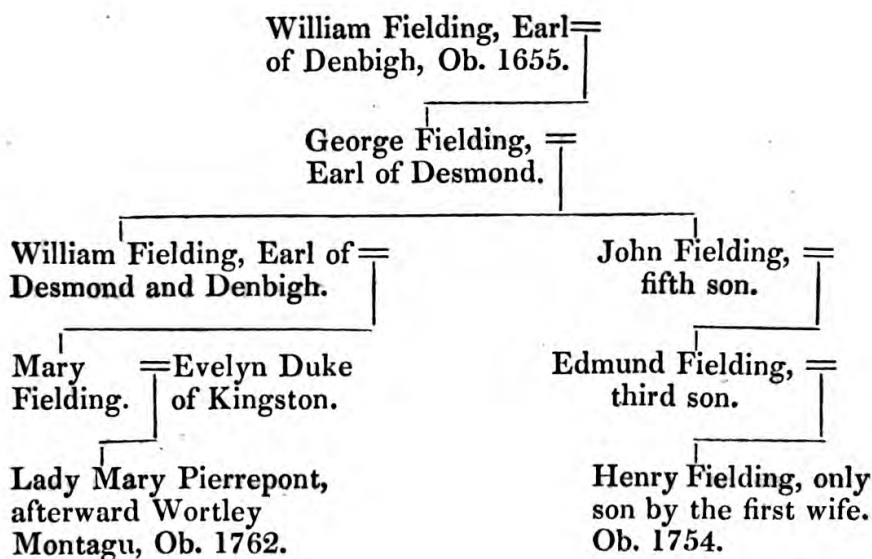 William Fielding, Earl=
of Denbigh, Ob. 1655.
George Fielding, =
Earl of Desmond.
William Fielding, Earl of =
Desmond and Denbigh.
John Fielding, =
fifth son.
Mary =Evelyn Duke
Fielding. of Kingston.
Edmund Fielding, =
third son.
Lady Mary Pierrepont,
afterward Wortley
Montagu, Ob. 1762.
Henry Fielding, only
son by the first wife.
Ob. 1754.